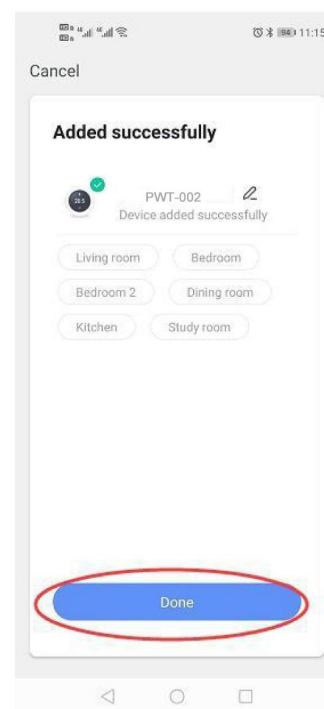 94 11:15
Cancel
Added successfully
PWT-002
Device added successfully
Living room Bedroom
Bedroom 2 Dining room
Kitchen Study room
Done